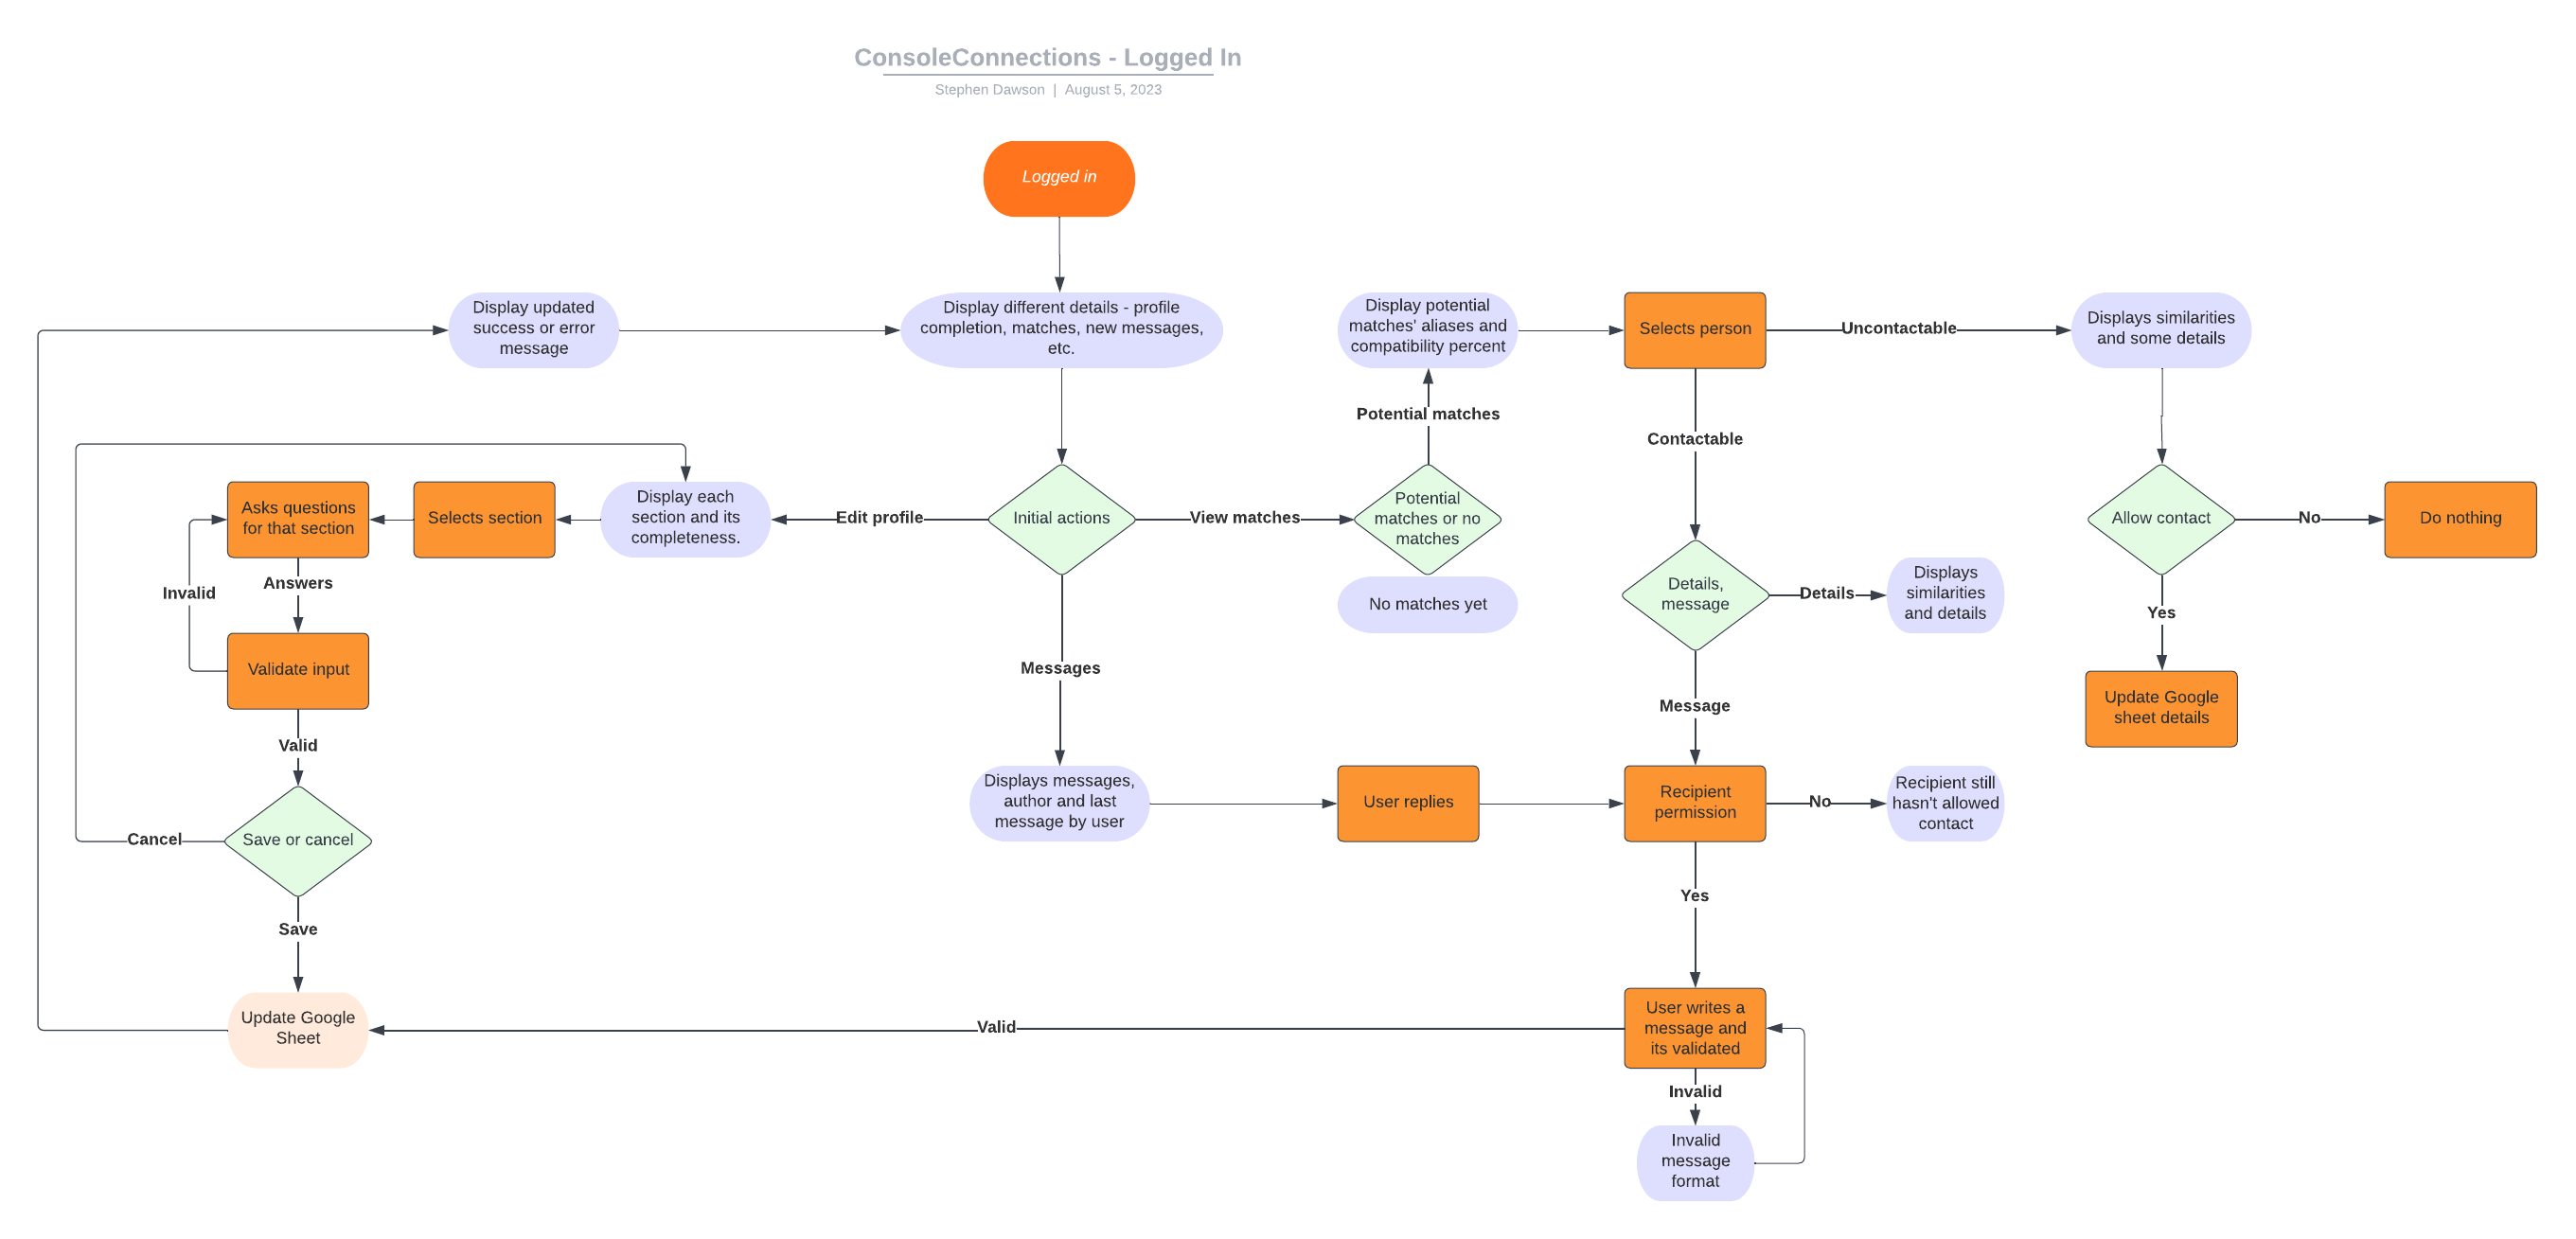 ConsoleConnections - Logged In
Stephen Dawson | August 5, 2023
Logged in
Display updated
success or error
message
Display different details - profile
completion, matches, new messages,
etc.
Display potential
matches' aliases and
compatibility percent
Selects person
Uncontactable
Displays similarities
and some details
Potential matches
Contactable
Asks questions
for that section
Selects section
Display each
section and its
completeness.
Edit profile
Initial actions
View matches
Potential
matches or no
matches
Allow contact
No
Do nothing
Invalid
Answers
No matches yet
Details,
message
Details
Displays
similarities
and details
Yes
Validate input
Messages
Message
Update Google
sheet details
Valid
Displays messages,
author and last
message by user
User replies
Recipient
permission
No
Recipient still
hasn't allowed
contact
Cancel
Save or cancel
Yes
Save
Update Google
Sheet
Valid
User writes a
message and
its validated
Invalid
Invalid
message
format